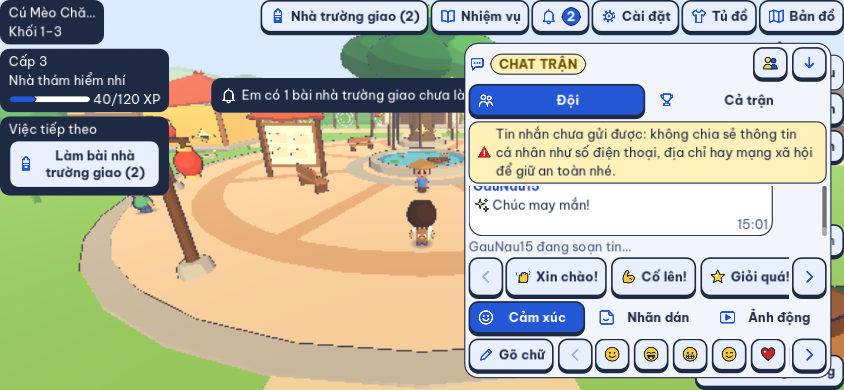 Cú Mèo Chă...
Khối 1–3
Nhà trường giao (2)
Nhiệm vụ
2
Cài đặt
Tủ đồ
Bản đồ
Cấp 3
Nhà thám hiểm nhí
40/120 XP
Em có 1 bài nhà trường giao chưa là
Việc tiếp theo
Làm bài nhà
trường giao (2)
CHAT TRẬN
Đội
Cả trận
Tin nhắn chưa gửi được: không chia sẻ thông tin
cá nhân như số điện thoại, địa chỉ hay mạng xã hội
để giữ an toàn nhé.
GauNau15
Chúc may mắn!
15:01
GauNau15 đang soạn tin...
Xin chào!
Cố lên!
Giỏi quá!
Cảm xúc
Nhãn dán
Ảnh động
Gõ chữ